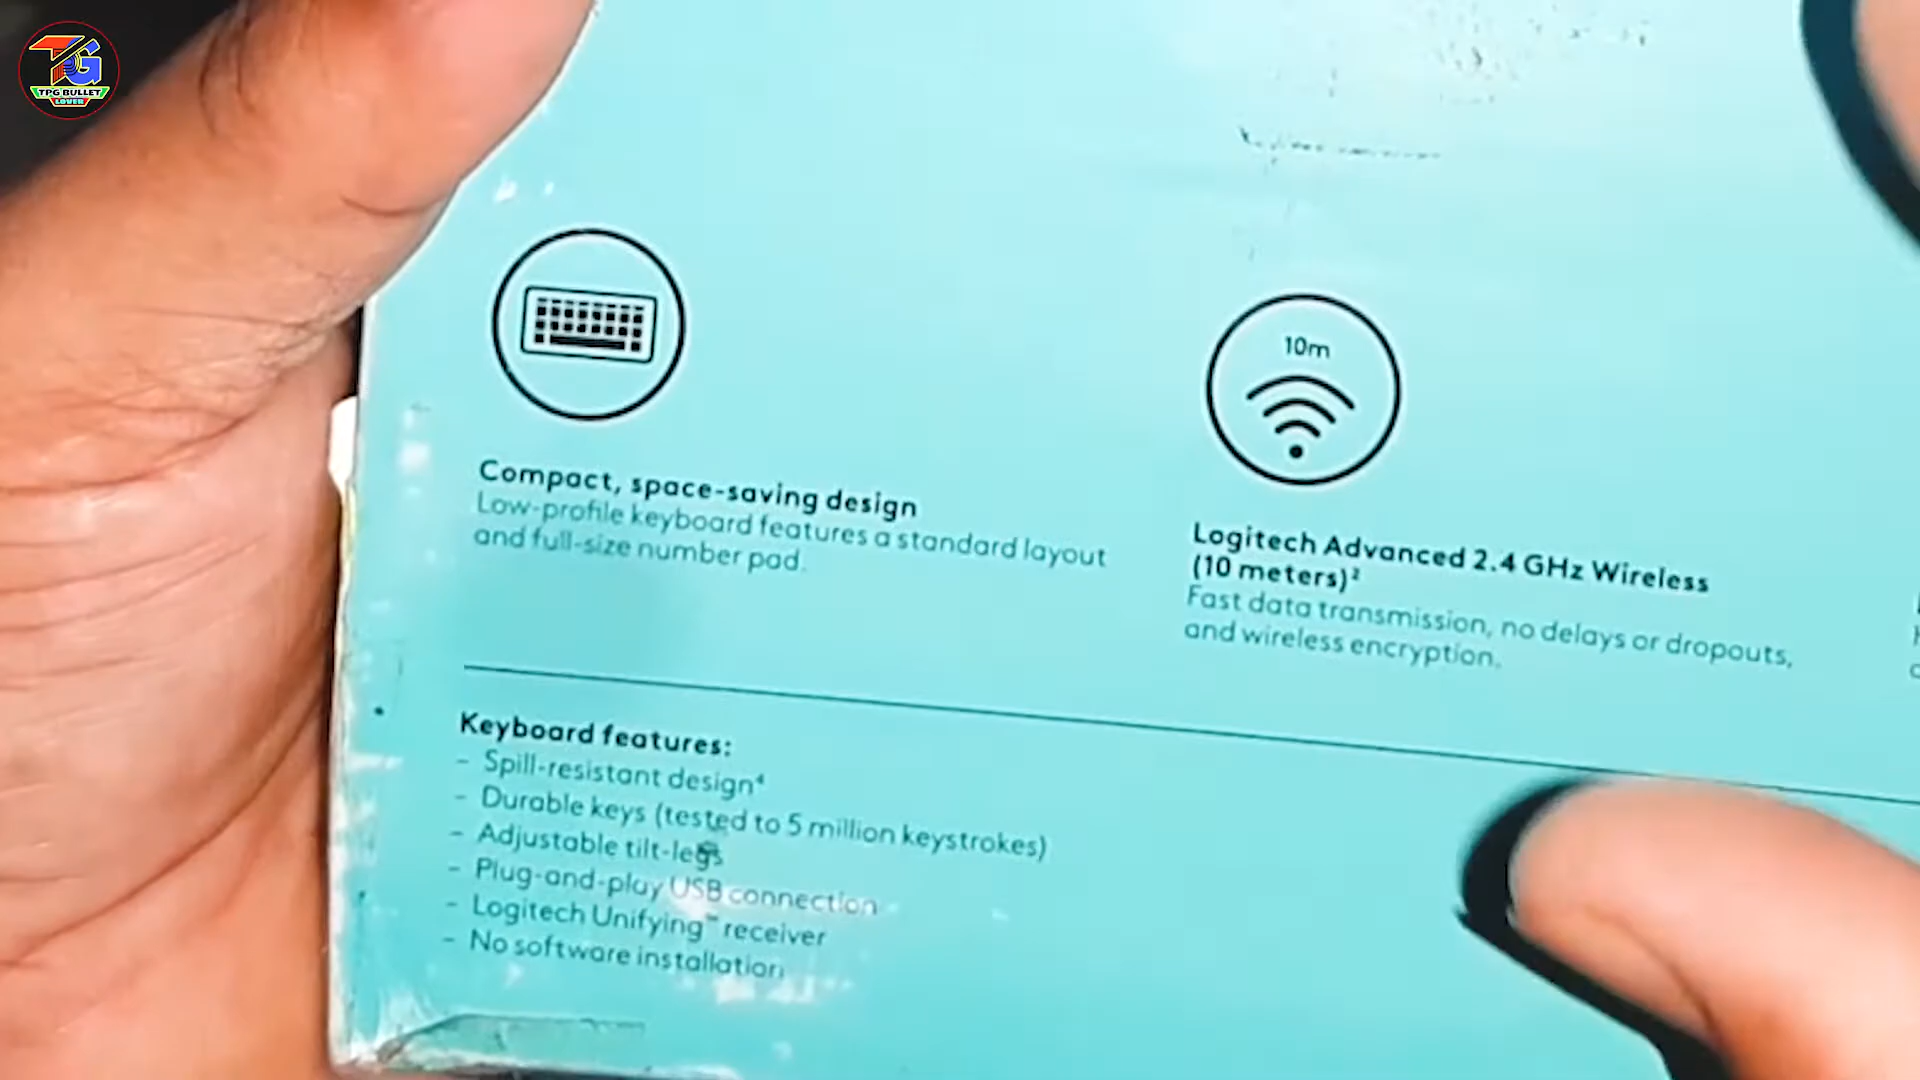 TG
TPG BULLET
LOVER
10m
Compact, space-saving design
Low-profile keyboard features a standard layout
and full-size number pad.
Logitech Advanced 2.4 GHz Wireless
(10 meters)²
Fast data transmission, no delays or dropouts,
and wireless encryption.
Keyboard features:
- Spill-resistant design⁴
- Durable keys (tested to 5 million keystrokes)
- Adjustable tilt-legs
- Plug-and-play USB connection
- Logitech Unifying™ receiver
- No software installation